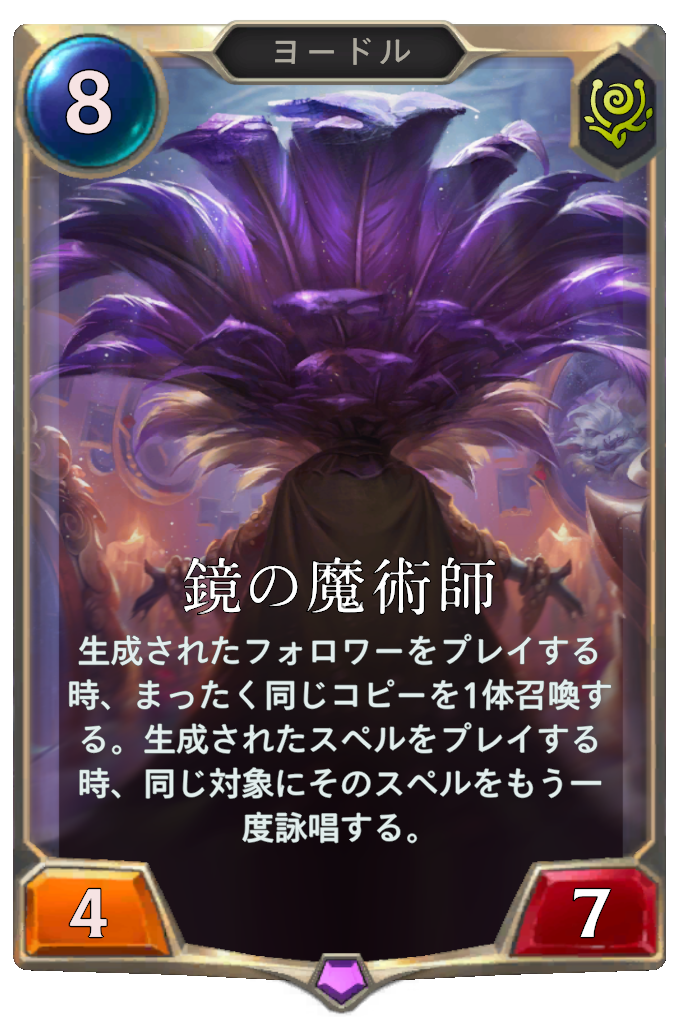 ヨードル
8
鏡の魔術師
生成されたフォロワーをプレイする
時、まったく同じコピーを1体召喚す
る。生成されたスペルをプレイする
時、同じ対象にそのスペルをもう一
度詠唱する。
4
7